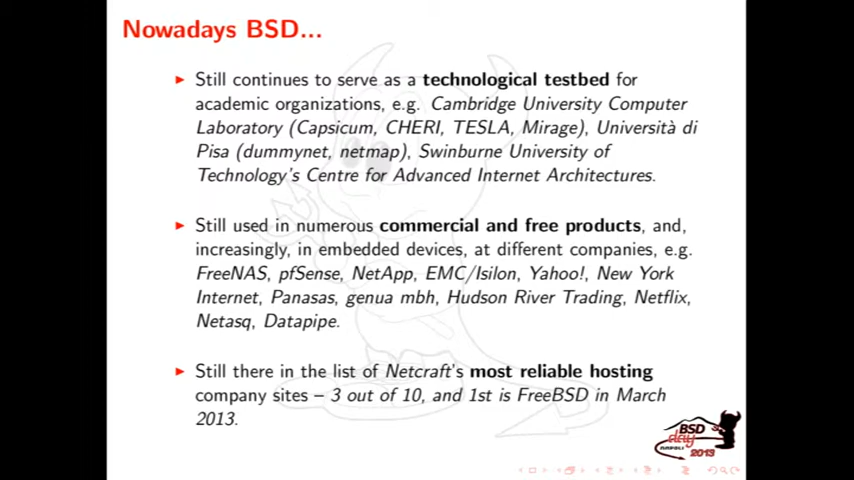 Nowadays BSD...
Still continues to serve as a technological testbed for
academic organizations, e.g. Cambridge University Computer
Laboratory (Capsicum, CHERI, TESLA, Mirage), Università di
Pisa (dummynet, netmap), Swinburne University of
Technology's Centre for Advanced Internet Architectures.
Still used in numerous commercial and free products, and,
increasingly, in embedded devices, at different companies, e.g.
FreeNAS, pfSense, NetApp, EMC/Isilon, Yahoo!, New York
Internet, Panasas, genua mbh, Hudson River Trading, Netflix,
Netasq, Datapipe.
Still there in the list of Netcraft's most reliable hosting
company sites – 3 out of 10, and 1st is FreeBSD in March
2013.
BSD
day
NAPOLI
2013